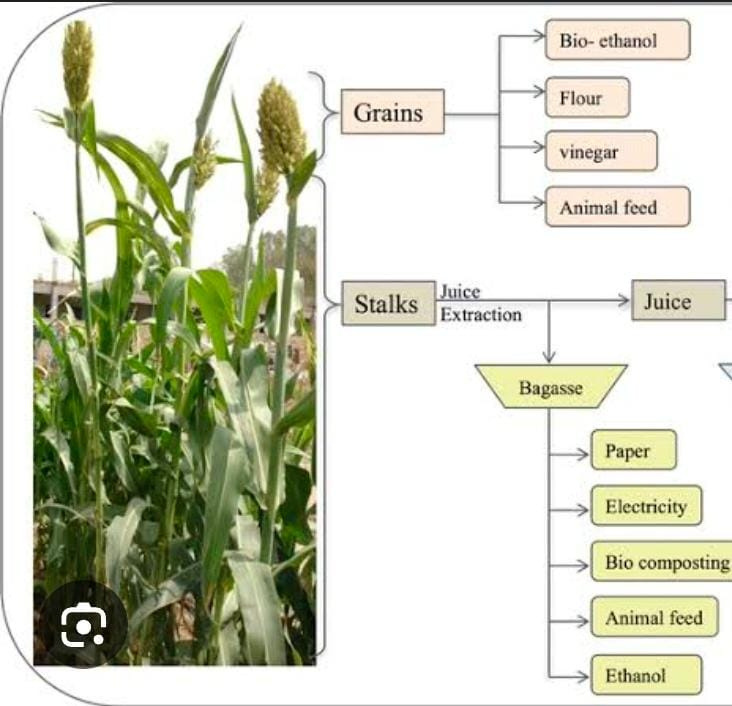 Bio- ethanol
Grains
Flour
vinegar
Animal feed
Stalks
Juice
Extraction
Juice
Bagasse
Paper
Electricity
Bio composting
Animal feed
Ethanol